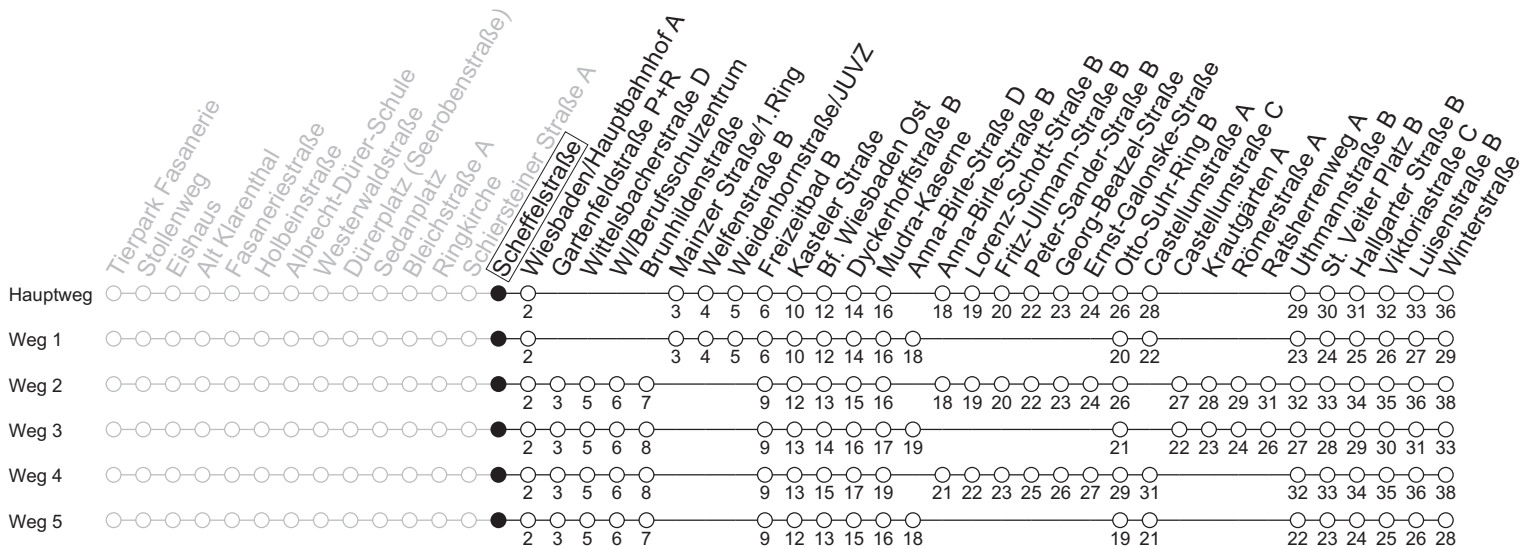 Tierpark Fasanerie
Stollenweg
Eishaus
Alt Klarenthal
Fasaneriestraße
Holbeinstraße
Albrecht-Dürer-Schule
Westerwaldstraße
Dürerplatz (Seerobenstraße)
Sedanplatz
Bleichstraße A
Ringkirche
Schiersteiner Straße A
Scheffelstraße
Wiesbaden/Hauptbahnhof A
Gartenfeldstraße P+R
Wittelsbacherstraße D
WI/Berufsschulzentrum
Brunhildenstraße
Mainzer Straße/1.Ring
Welfenstraße B
Weidenbornstraße/JUVZ
Freizeitbad B
Kasteler Straße
Bf. Wiesbaden Ost
Dyckerhoffstraße B
Mudra-Kaserne
Anna-Birle-Straße D
Anna-Birle-Straße B
Lorenz-Schott-Straße B
Fritz-Ullmann-Straße B
Peter-Sander-Straße B
Georg-Beatzel-Straße
Ernst-Galonske-Straße
Otto-Suhr-Ring B
Castellumstraße A
Castellumstraße C
Krautgärten A
Römerstraße A
Ratsherrenweg A
Uthmannstraße B
St. Veiter Platz B
Hallgarter Straße B
Viktoriastraße C
Luisenstraße B
Winterstraße
Hauptweg
2 3 4 5 6 10 12 14 16 18 19 20 22 23 24 26 28 29 30 31 32 33 36
Weg 1
2 3 4 5 6 10 12 14 16 18 20 22 23 24 25 26 27 29
Weg 2
2 3 5 6 7 9 12 13 15 16 18 19 20 22 23 24 26 27 28 29 31 32 33 34 35 36 38
Weg 3
2 3 5 6 8 9 13 14 16 17 19 21 22 23 24 26 27 28 29 30 31 33
Weg 4
2 3 5 6 8 9 13 15 17 19 21 22 23 25 26 27 29 31 32 33 34 35 36 38
Weg 5
2 3 5 6 7 9 12 13 15 16 18 19 21 22 23 24 25 26 28